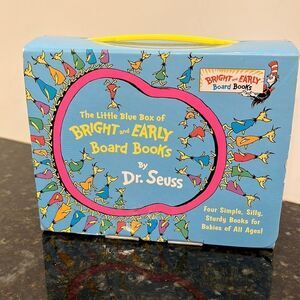 BRIGHT and EARLY
Board Books
The Little Blue Box of
BRIGHT and EARLY
Board Books
By
Dr. Seuss
Four Simple, Silly,
Sturdy Books for
Babies of All Ages!